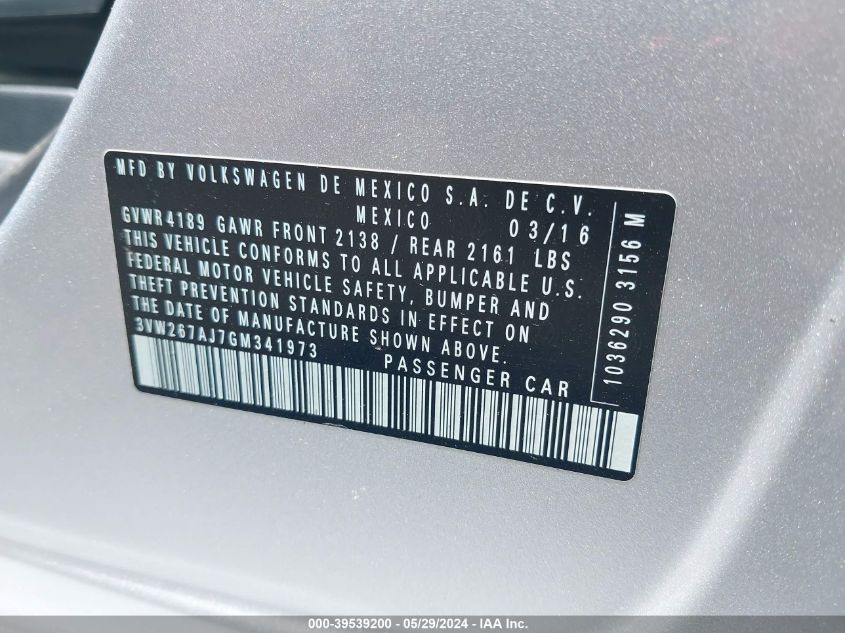 MFD BY VOLKSWAGEN DE MEXICO S.A. DE C.V.
MEXICO 03/16
GVWR 4189 GAWR FRONT 2138 / REAR 2161 LBS
THIS VEHICLE CONFORMS TO ALL APPLICABLE U.S.
FEDERAL MOTOR VEHICLE SAFETY, BUMPER AND
THEFT PREVENTION STANDARDS IN EFFECT ON
THE DATE OF MANUFACTURE SHOWN ABOVE.
3VW267AJ7GM341973 PASSENGER CAR
1036290 3156 M
000-39539200 - 05/29/2024 - IAA Inc.